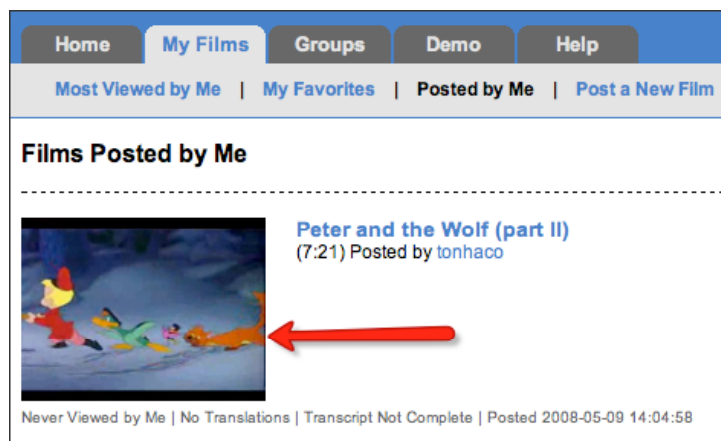 Home My Films Groups Demo Help
Most Viewed by Me | My Favorites | Posted by Me | Post a New Film
Films Posted by Me
Peter and the Wolf (part II)
(7:21) Posted by tonhaco
Never Viewed by Me | No Translations | Transcript Not Complete | Posted 2008-05-09 14:04:58